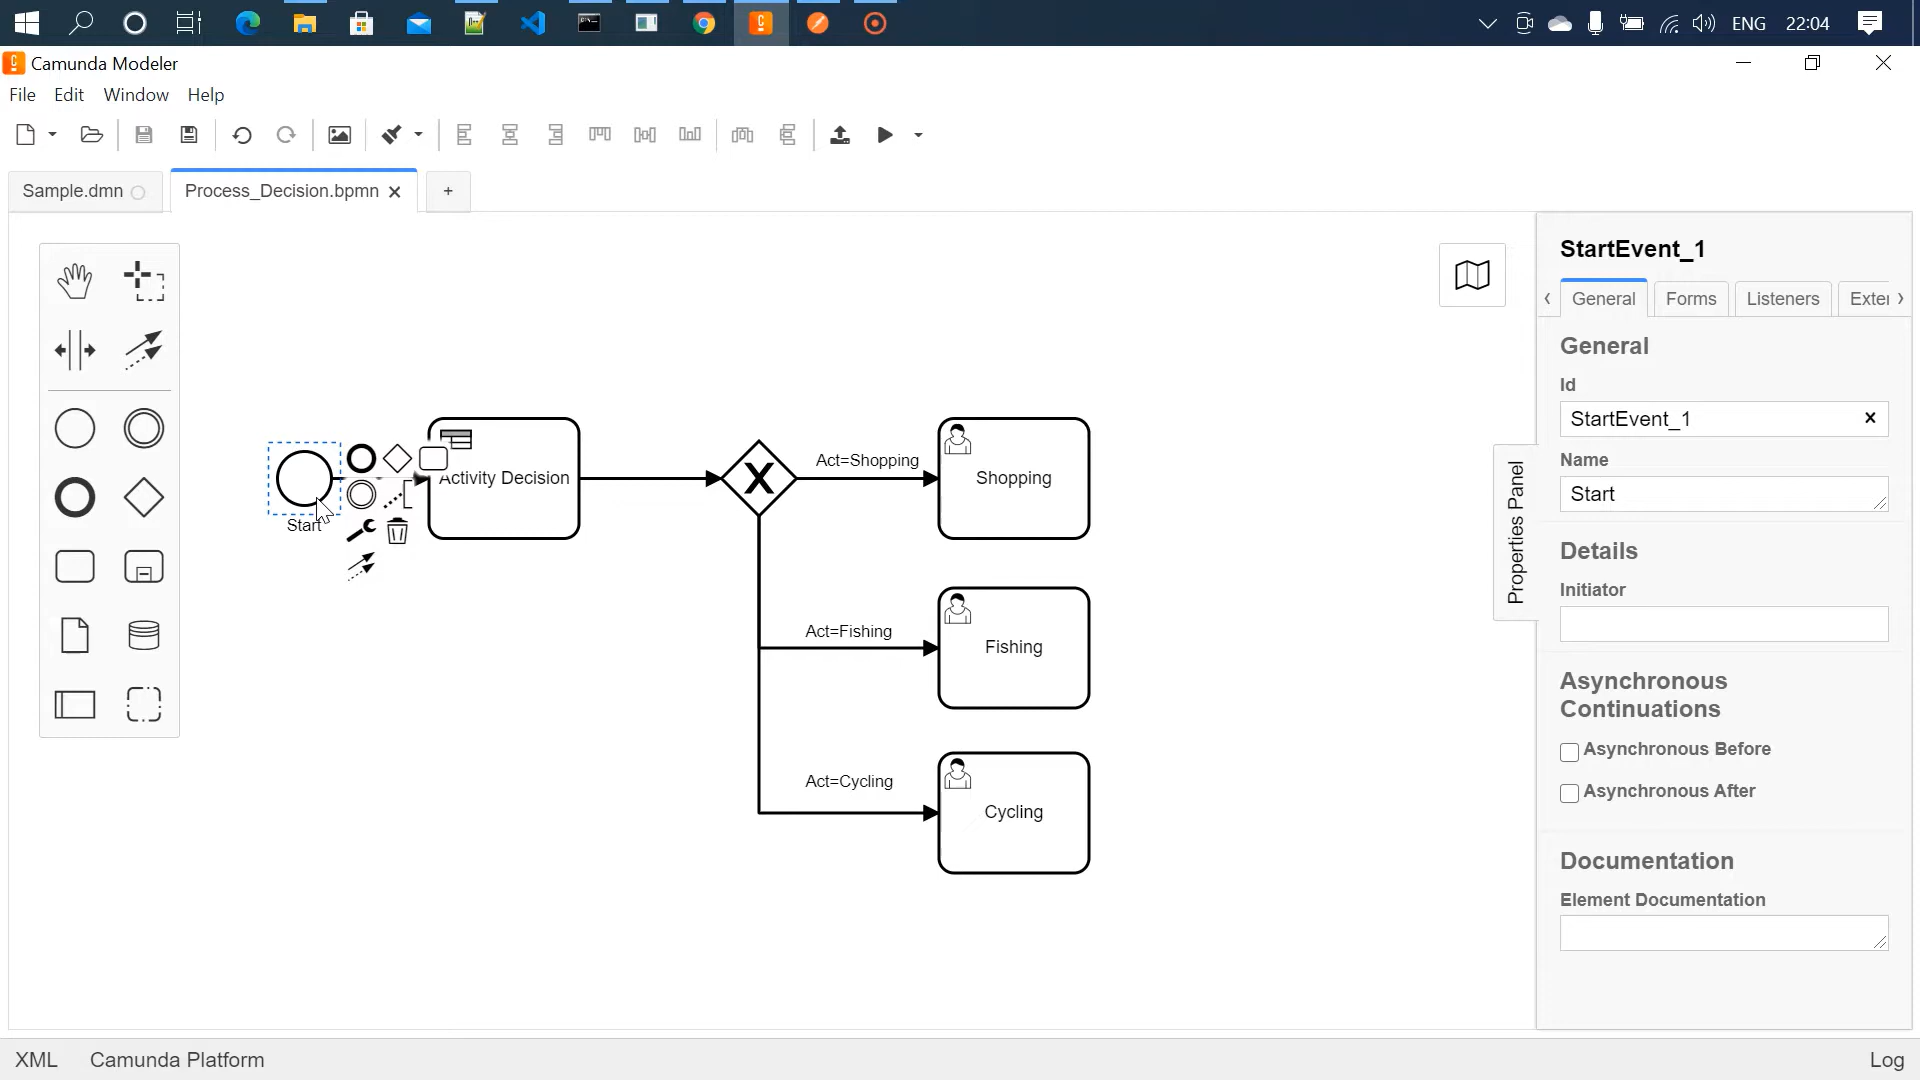 ENG 22:04
Camunda Modeler
File Edit Window Help
Sample.dmn
Process_Decision.bpmn
+
StartEvent_1
General Forms Listeners Exter
General
Id
StartEvent_1
Name
Start
Details
Initiator
Asynchronous
Continuations
Asynchronous Before
Asynchronous After
Documentation
Element Documentation
Properties Panel
Start
Activity Decision
Act=Shopping
Shopping
Act=Fishing
Fishing
Act=Cycling
Cycling
XML Camunda Platform
Log